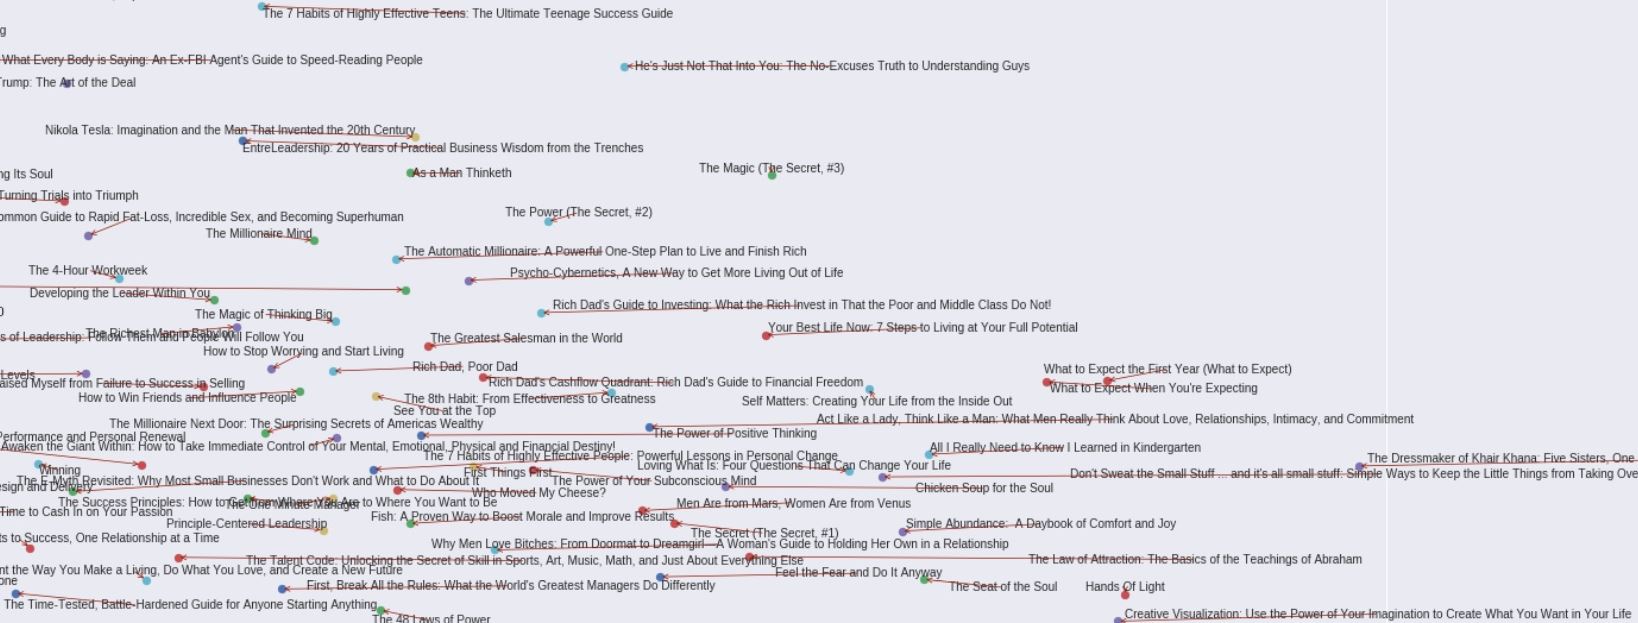 The 7 Habits of Highly Effective Teens: The Ultimate Teenage Success Guide
g
What Every Body is Saying: An Ex-FBI Agent's Guide to Speed-Reading People
He's Just Not That Into You: The No-Excuses Truth to Understanding Guys
Trump: The Art of the Deal
Nikola Tesla: Imagination and the Man That Invented the 20th Century
EntreLeadership: 20 Years of Practical Business Wisdom from the Trenches
ng Its Soul
As a Man Thinketh
The Magic (The Secret, #3)
Turning Trials into Triumph
ommon Guide to Rapid Fat-Loss, Incredible Sex, and Becoming Superhuman
The Power (The Secret, #2)
The Millionaire Mind
The Automatic Millionaire: A Powerful One-Step Plan to Live and Finish Rich
The 4-Hour Workweek
Psycho-Cybernetics, A New Way to Get More Living Out of Life
Developing the Leader Within You
Rich Dad's Guide to Investing: What the Rich Invest in That the Poor and Middle Class Do Not!
The Magic of Thinking Big
The Richest Man in Babylon
Your Best Life Now: 7 Steps to Living at Your Full Potential
s of Leadership: Follow Them and People Will Follow You
The Greatest Salesman in the World
How to Stop Worrying and Start Living
Levels
Rich Dad, Poor Dad
What to Expect the First Year (What to Expect)
aised Myself from Failure to Success in Selling
Rich Dad's Cashflow Quadrant: Rich Dad's Guide to Financial Freedom
What to Expect When You're Expecting
How to Win Friends and Influence People
The 8th Habit: From Effectiveness to Greatness
Self Matters: Creating Your Life from the Inside Out
See You at the Top
The Millionaire Next Door: The Surprising Secrets of Americas Wealthy
Act Like a Lady, Think Like a Man: What Men Really Think About Love, Relationships, Intimacy, and Commitment
Performance and Personal Renewal
The Power of Positive Thinking
Awaken the Giant Within: How to Take Immediate Control of Your Mental, Emotional, Physical and Financial Destiny!
All I Really Need to Know I Learned in Kindergarten
The 7 Habits of Highly Effective People: Powerful Lessons in Personal Change
The Dressmaker of Khair Khana: Five Sisters, One
Winning
First Things First
Loving What Is: Four Questions That Can Change Your Life
Don't Sweat the Small Stuff ... and it's all small stuff: Simple Ways to Keep the Little Things from Taking Ove
The E-Myth Revisited: Why Most Small Businesses Don't Work and What to Do About It
The Power of Your Subconscious Mind
esign and Delivery
Who Moved My Cheese?
Chicken Soup for the Soul
The Success Principles: How to Get from Where You Are to Where You Want to Be
The One Minute Manager
Men Are from Mars, Women Are from Venus
Time to Cash In on Your Passion
Fish: A Proven Way to Boost Morale and Improve Results
Principle-Centered Leadership
Simple Abundance: A Daybook of Comfort and Joy
The Secret (The Secret, #1)
ts to Success, One Relationship at a Time
Why Men Love Bitches: From Doormat to Dreamgirl—A Woman's Guide to Holding Her Own in a Relationship
The Talent Code: Unlocking the Secret of Skill in Sports, Art, Music, Math, and Just About Everything Else
The Law of Attraction: The Basics of the Teachings of Abraham
nt the Way You Make a Living, Do What You Love, and Create a New Future
Feel the Fear and Do It Anyway
one
First, Break All the Rules: What the World's Greatest Managers Do Differently
The Seat of the Soul
Hands Of Light
The Time-Tested, Battle-Hardened Guide for Anyone Starting Anything
Creative Visualization: Use the Power of Your Imagination to Create What You Want in Your Life
The 48 Laws of Power